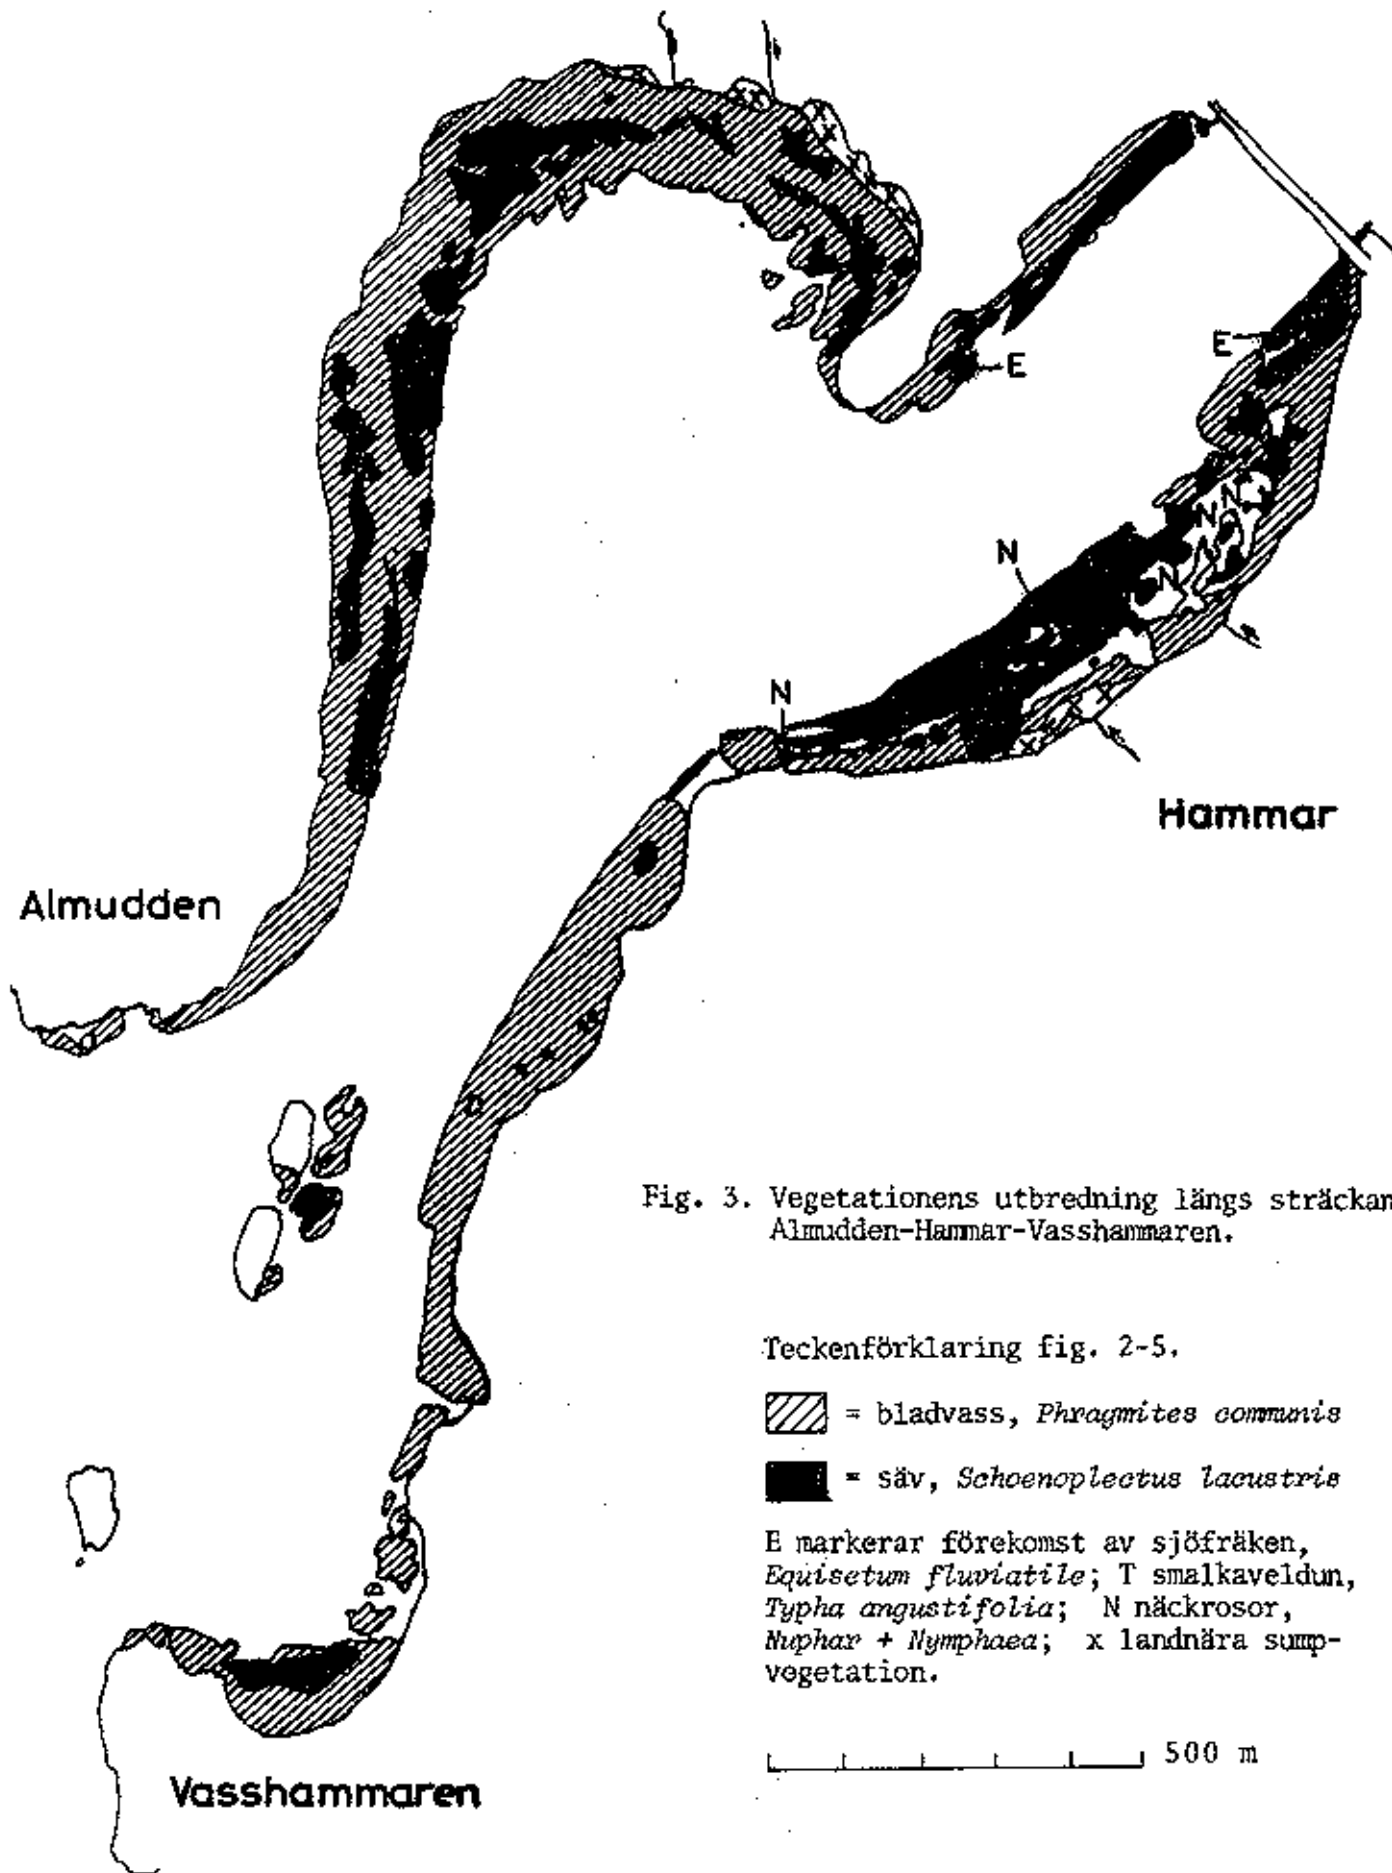 E
E
N
N
N
N
N
Hammar
Almudden
Fig. 3. Vegetationens utbredning längs sträckan
Almudden-Hammar-Vasshammaren.
Teckenförklaring fig. 2-5.
= bladvass, Phragmites communis
= säv, Schoenoplectus lacustris
E markerar förekomst av sjöfräken,
Equisetum fluviatile; T smalkaveldun,
Typha angustifolia; N näckrosor,
Nuphar + Nymphaea; x landnära sump-
vegetation.
500 m
Vasshammaren